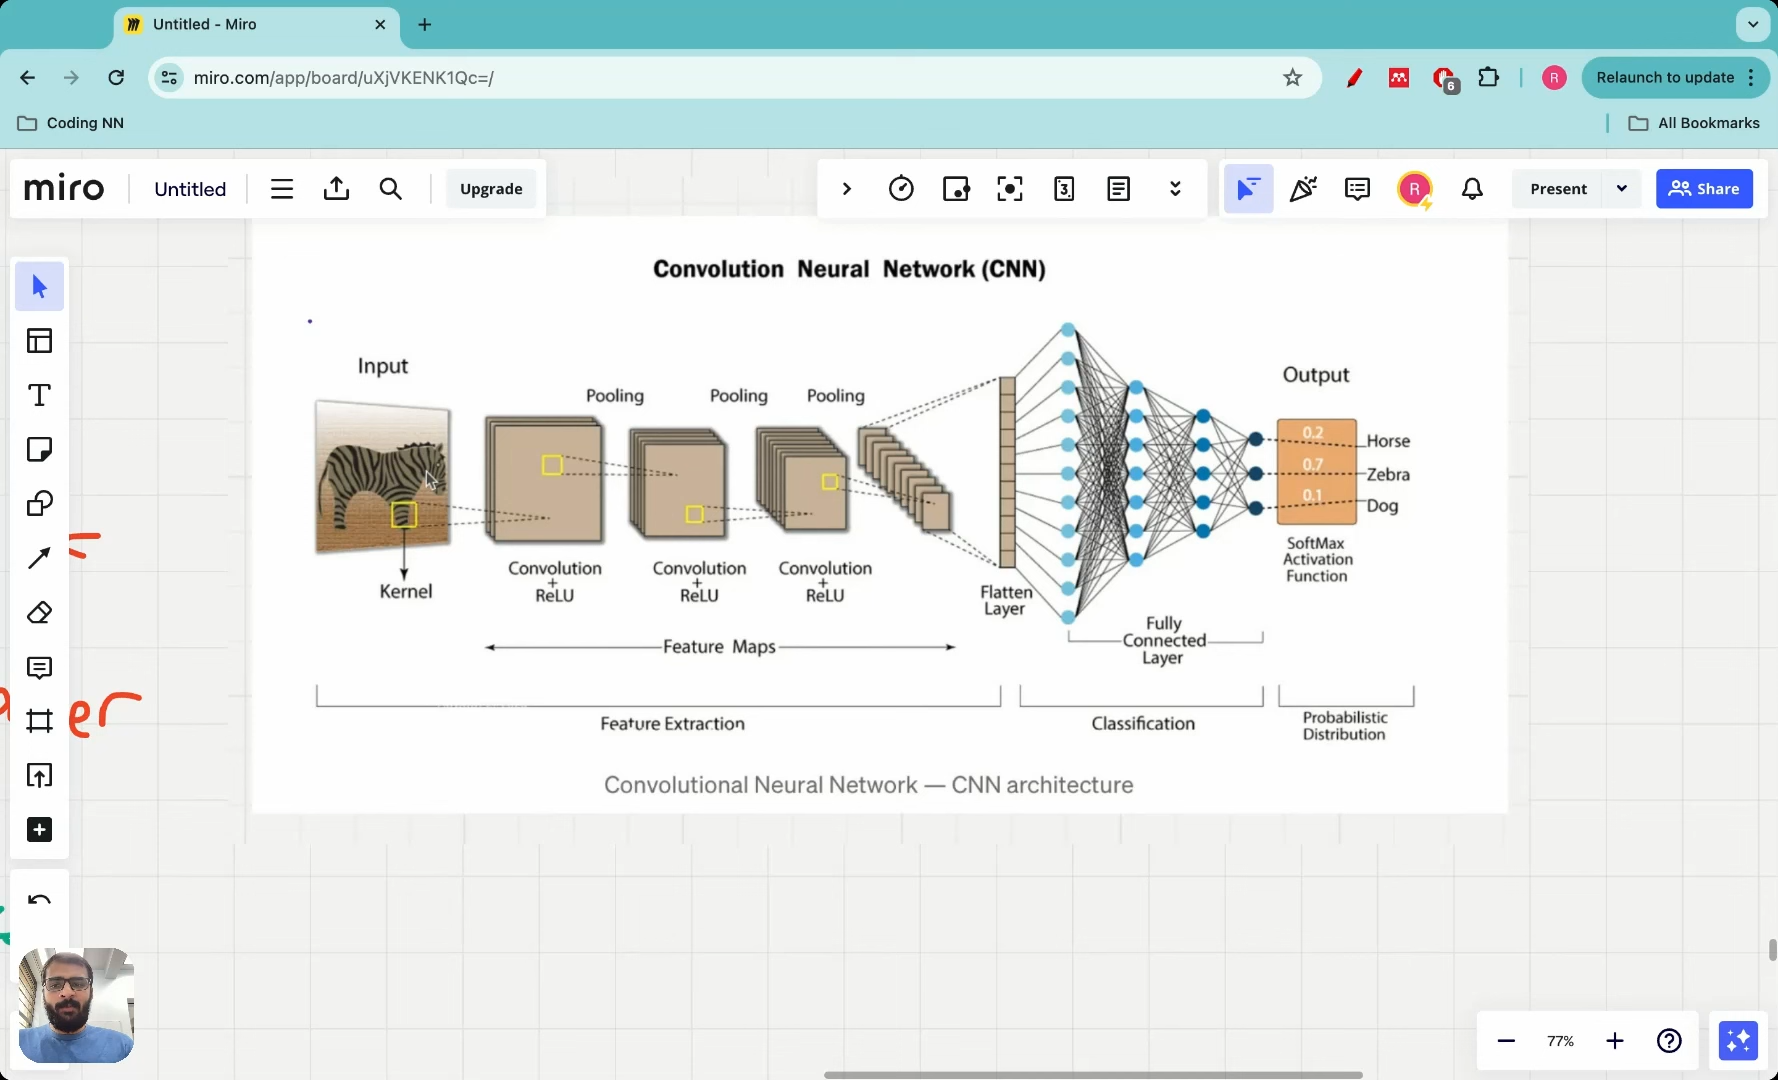 Untitled - Miro
miro.com/app/board/uXjVKENK1Qc=/
6
R
Relaunch to update
Coding NN
All Bookmarks
miro
Untitled
Upgrade
3
R
Present
Share
Convolution Neural Network (CNN)
Input
Pooling
Pooling
Pooling
Output
0.2
Horse
0.7
Zebra
0.1
Dog
Kernel
Convolution
+
ReLU
Convolution
+
ReLU
Convolution
+
ReLU
Flatten
Layer
SoftMax
Activation
Function
Fully
Connected
Layer
Feature Maps
Feature Extraction
Classification
Probabilistic
Distribution
Convolutional Neural Network — CNN architecture
er
77%